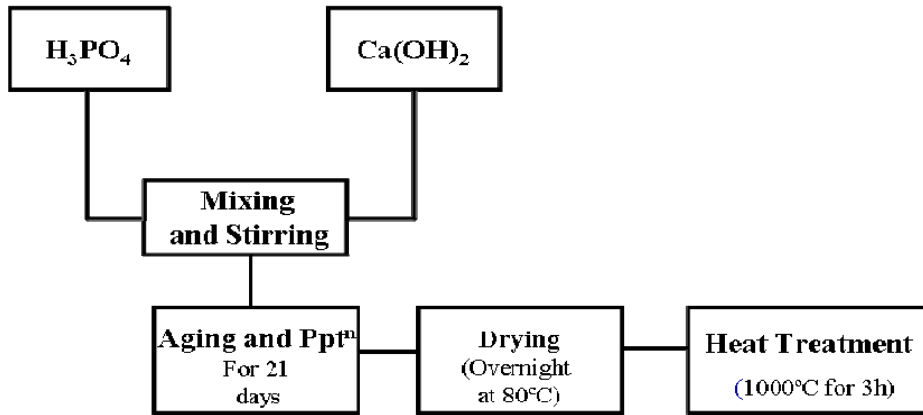 H₃PO₄
Ca(OH)₂
Mixing
and Stirring
Aging and Pptⁿ
For 21
days
Drying
(Overnight
at 80°C)
Heat Treatment
(1000°C for 3h)